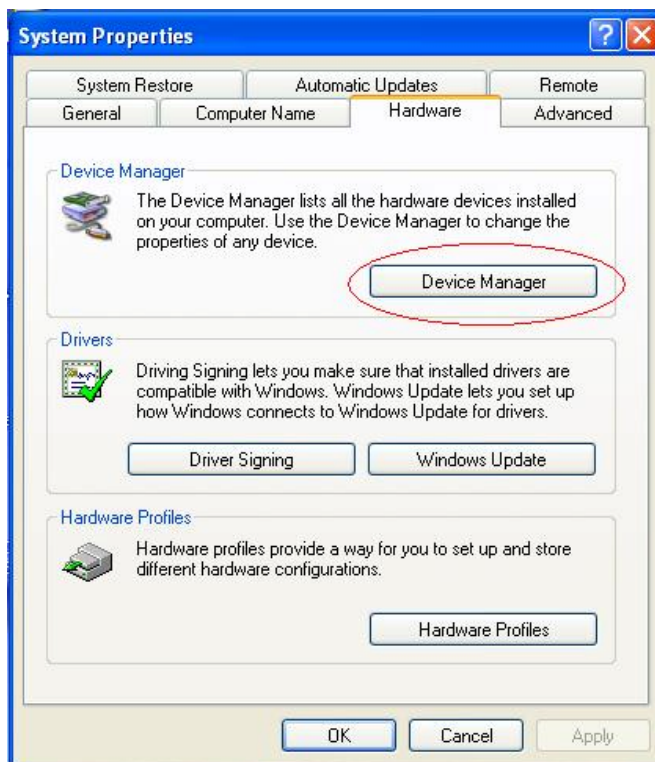 System Properties
System Restore
Automatic Updates
Remote
General
Computer Name
Hardware
Advanced
Device Manager
The Device Manager lists all the hardware devices installed
on your computer. Use the Device Manager to change the
properties of any device.
Device Manager
Drivers
Driving Signing lets you make sure that installed drivers are
compatible with Windows. Windows Update lets you set up
how Windows connects to Windows Update for drivers.
Driver Signing
Windows Update
Hardware Profiles
Hardware profiles provide a way for you to set up and store
different hardware configurations.
Hardware Profiles
OK
Cancel
Apply